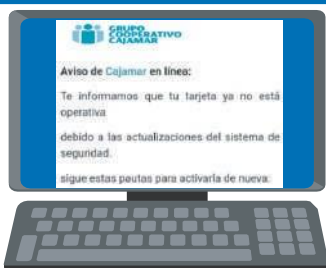 GRUPO
COOPERATIVO
CAJAMAR
Aviso de Cajamar en línea:
Te informamos que tu tarjeta ya no está
operativa
debido a las actualizaciones del sistema de
seguridad.
sigue estas pautas para activarla de nueva: